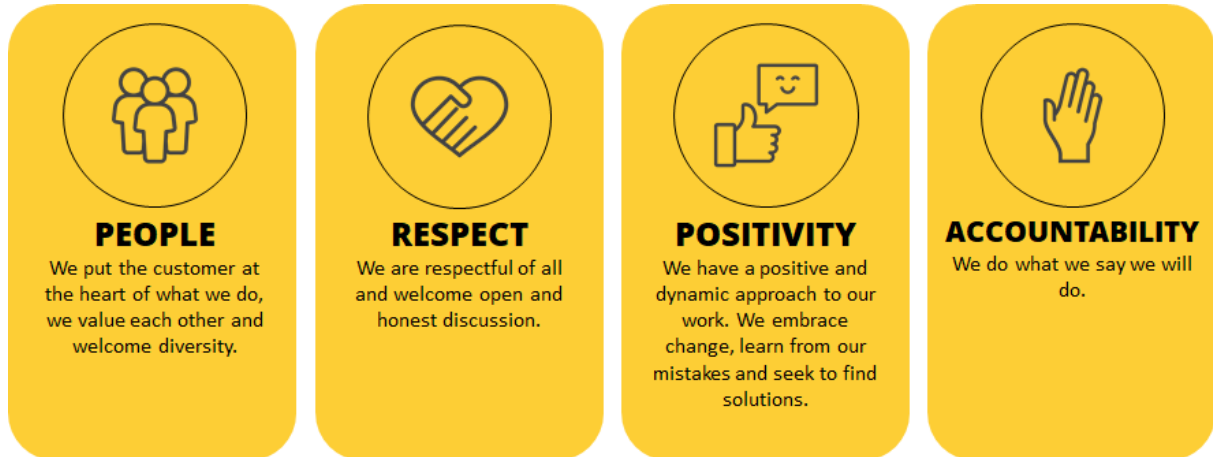 PEOPLE
We put the customer at
the heart of what we do,
we value each other and
welcome diversity.
RESPECT
We are respectful of all
and welcome open and
honest discussion.
POSITIVITY
We have a positive and
dynamic approach to our
work. We embrace
change, learn from our
mistakes and seek to find
solutions.
ACCOUNTABILITY
We do what we say we will
do.